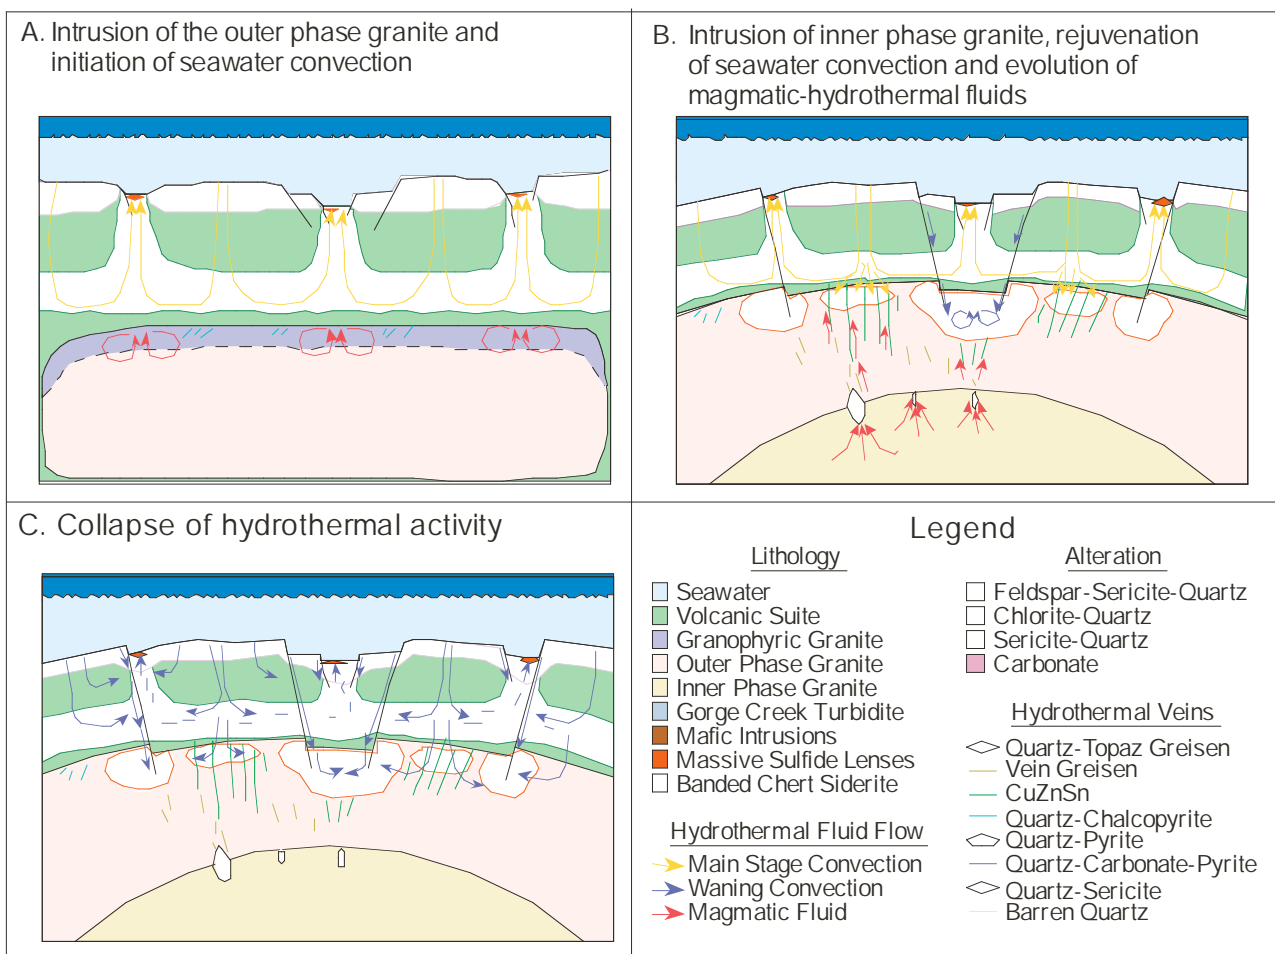 A. Intrusion of the outer phase granite and
initiation of seawater convection
B. Intrusion of inner phase granite, rejuvenation
of seawater convection and evolution of
magmatic-hydrothermal fluids
C. Collapse of hydrothermal activity
Legend
Lithology
Seawater
Volcanic Suite
Granophyric Granite
Outer Phase Granite
Inner Phase Granite
Gorge Creek Turbidite
Mafic Intrusions
Massive Sulfide Lenses
Banded Chert Siderite
Hydrothermal Fluid Flow
Main Stage Convection
Waning Convection
Magmatic Fluid
Alteration
Feldspar-Sericite-Quartz
Chlorite-Quartz
Sericite-Quartz
Carbonate
Hydrothermal Veins
Quartz-Topaz Greisen
Vein Greisen
CuZnSn
Quartz-Chalcopyrite
Quartz-Pyrite
Quartz-Carbonate-Pyrite
Quartz-Sericite
Barren Quartz